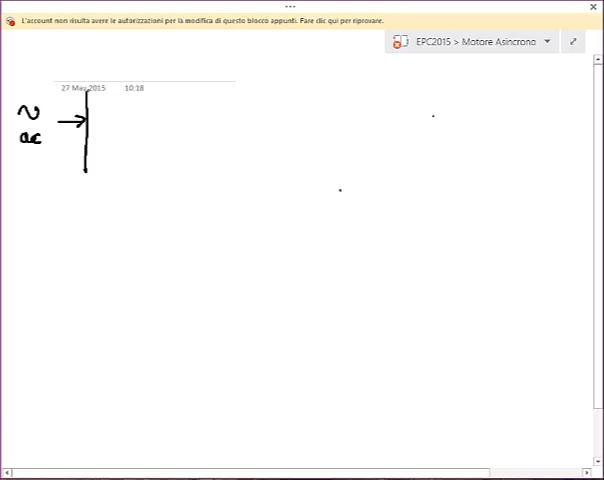 L'account non risulta avere le autorizzazioni per la modifica di questo blocco appunti. Fare clic qui per riprovare.
EPC2015 > Motore Asincrono
27 May 2015 10:18